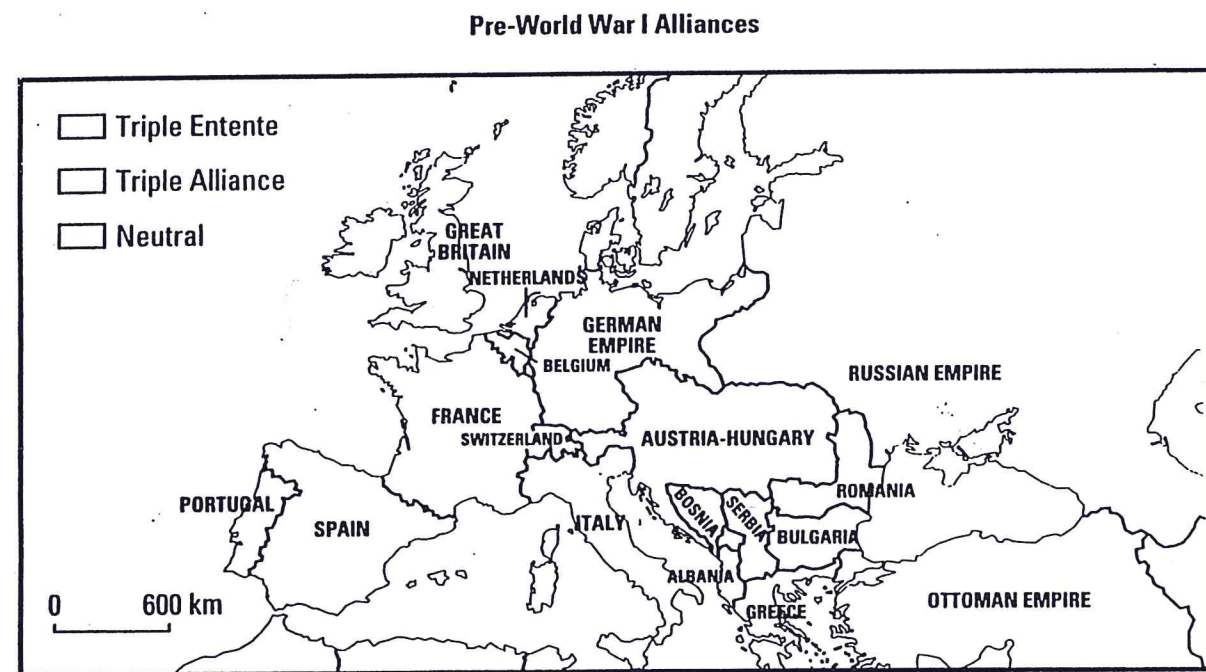 Pre-World War I Alliances
Triple Entente
Triple Alliance
Neutral
GREAT
BRITAIN
NETHERLANDS
GERMAN
EMPIRE
BELGIUM
RUSSIAN EMPIRE
FRANCE
SWITZERLAND
AUSTRIA-HUNGARY
PORTUGAL
SPAIN
ITALY
BOSNIA
SERBIA
ROMANIA
BULGARIA
ALBANIA
GREECE
OTTOMAN EMPIRE
0 600 km